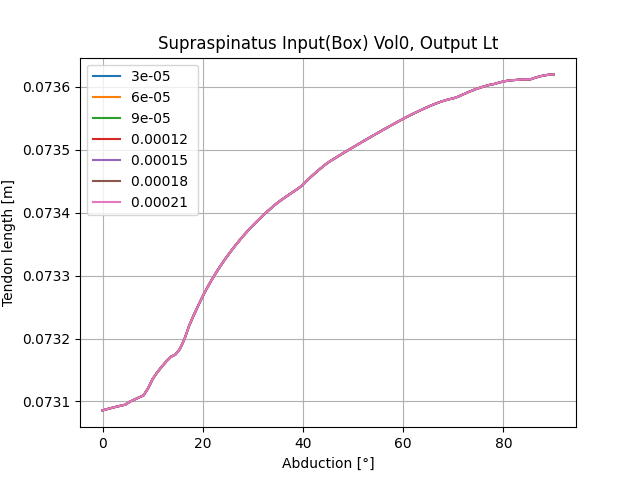 Supraspinatus Input(Box) Vol0, Output Lt
3e-05
6e-05
9e-05
0.00012
0.00015
0.00018
0.00021
0.0736
0.0735
0.0734
0.0733
0.0732
0.0731
Tendon length [m]
0 20 40 60 80
Abduction [°]